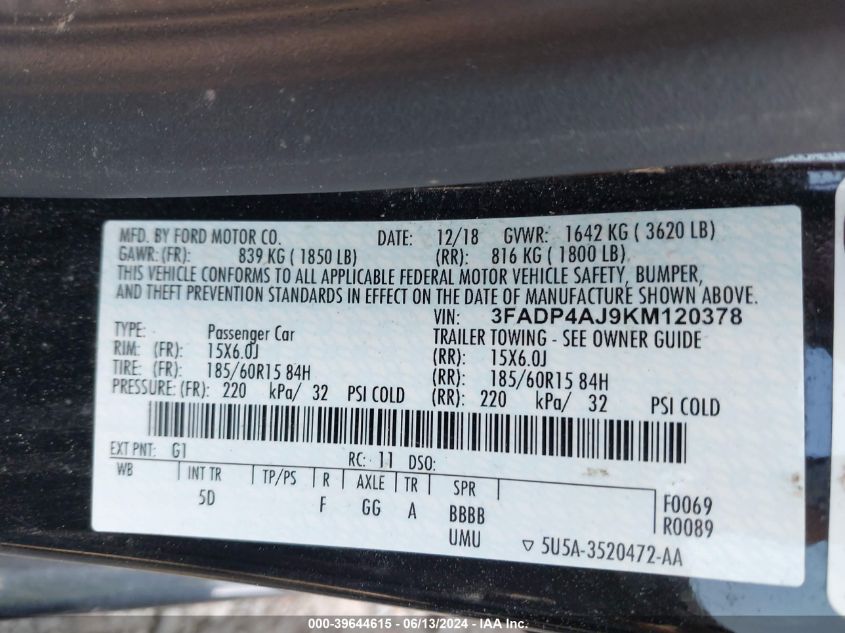 MFD. BY FORD MOTOR CO. DATE: 12/18 GVWR: 1642 KG ( 3620 LB)
GAWR: (FR): 839 KG ( 1850 LB) (RR): 816 KG ( 1800 LB)
THIS VEHICLE CONFORMS TO ALL APPLICABLE FEDERAL MOTOR VEHICLE SAFETY, BUMPER,
AND THEFT PREVENTION STANDARDS IN EFFECT ON THE DATE OF MANUFACTURE SHOWN ABOVE.
VIN: 3FADP4AJ9KM120378
TYPE: Passenger Car TRAILER TOWING - SEE OWNER GUIDE
RIM: (FR): 15X6.0J (RR): 15X6.0J
TIRE: (FR): 185/60R15 84H (RR): 185/60R15 84H
PRESSURE: (FR): 220 kPa/ 32 PSI COLD (RR): 220 kPa/ 32 PSI COLD
EXT PNT: G1 RC: 11 DSO:
WB INT TR TP/PS R AXLE TR SPR
5D F GG A BBBB F0069
UMU R0089
5U5A-3520472-AA
000-39644615 - 06/13/2024 - IAA Inc.